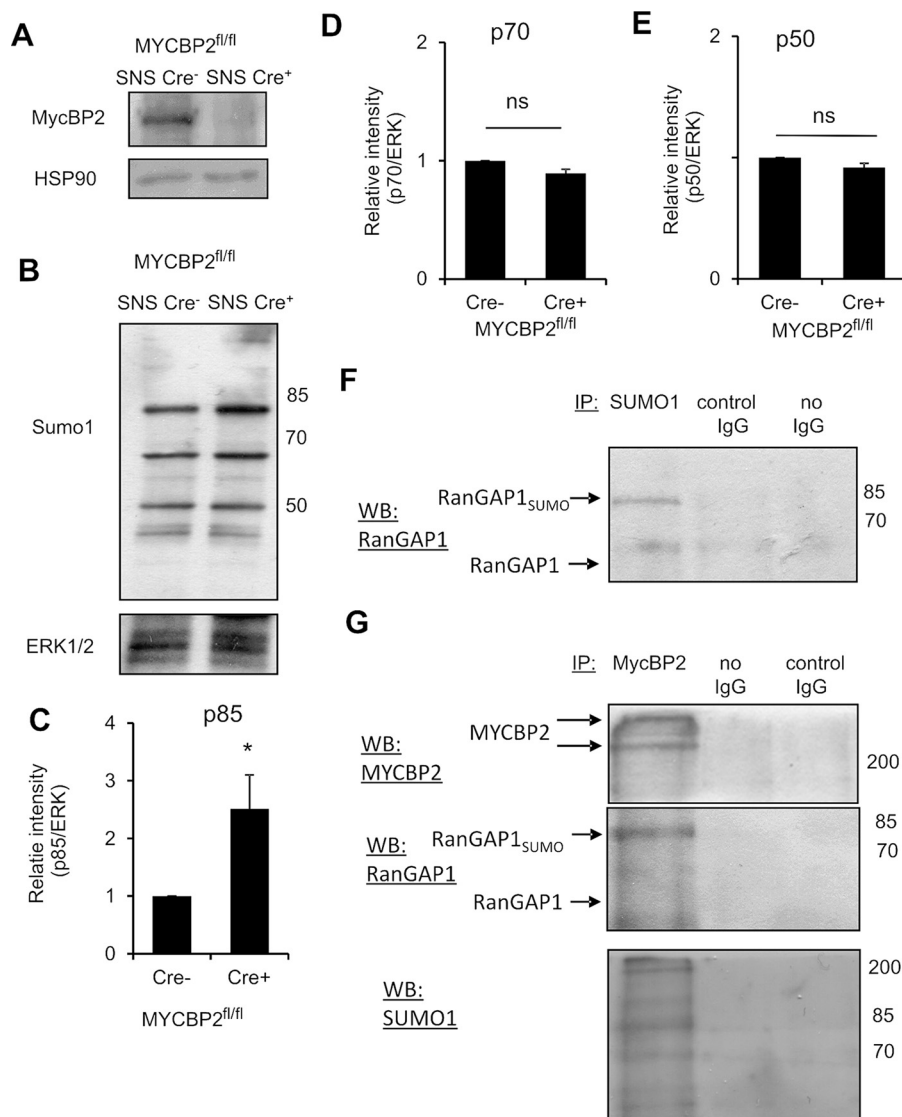 A
MYCBP2fl/fl
SNS Cre- SNS Cre+
MycBP2
HSP90
B
MYCBP2fl/fl
SNS Cre- SNS Cre+
Sumo1
85
70
50
ERK1/2
C
p85
Relatie intensity
(p85/ERK)
4
3
2
1
0
*
Cre- Cre+
MYCBP2fl/fl
D
p70
Relative intensity
(p70/ERK)
2
1
0
ns
Cre- Cre+
MYCBP2fl/fl
E
p50
Relative intensity
(p50/ERK)
2
1
0
ns
Cre- Cre+
MYCBP2fl/fl
F
IP: SUMO1 control IgG no IgG
WB:
RanGAP1
RanGAP1SUMO
RanGAP1
85
70
G
IP: MycBP2 no IgG control IgG
WB:
MYCBP2
MYCBP2
200
WB:
RanGAP1
RanGAP1SUMO
RanGAP1
85
70
WB:
SUMO1
200
85
70